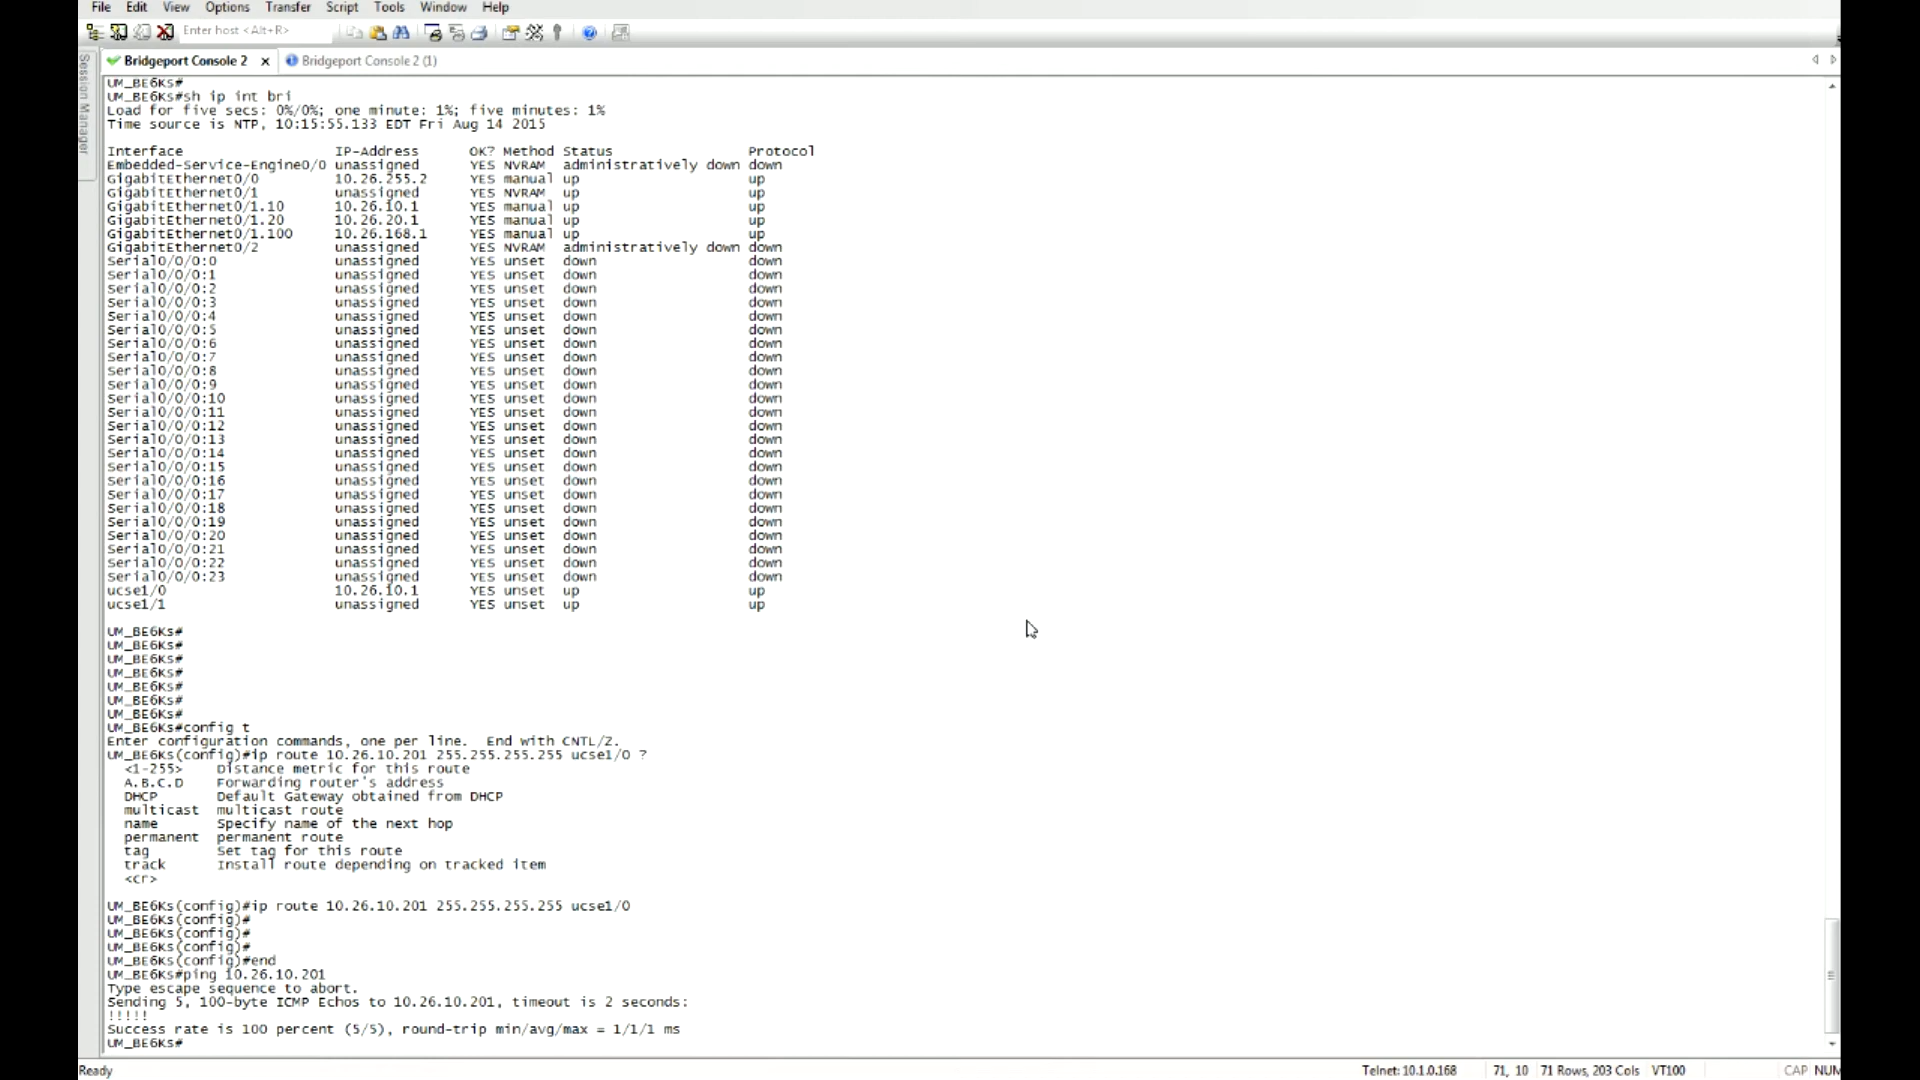 File Edit View Options Transfer Script Tools Window Help
Enter host <Alt+R>
Session Manager
Bridgeport Console 2 x Bridgeport Console 2 (1)
UM_BE6Ks#
UM_BE6Ks#sh ip int bri
Load for five secs: 0%/0%; one minute: 1%; five minutes: 1%
Time source is NTP, 10:15:55.133 EDT Fri Aug 14 2015
Interface IP-Address OK? Method Status Protocol
Embedded-Service-Engine0/0 unassigned YES NVRAM administratively down down
GigabitEthernet0/0 10.26.255.2 YES manual up up
GigabitEthernet0/1 unassigned YES NVRAM up up
GigabitEthernet0/1.10 10.26.10.1 YES manual up up
GigabitEthernet0/1.20 10.26.20.1 YES manual up up
GigabitEthernet0/1.100 10.26.168.1 YES manual up up
GigabitEthernet0/2 unassigned YES NVRAM administratively down down
Serial0/0/0:0 unassigned YES unset down down
Serial0/0/0:1 unassigned YES unset down down
Serial0/0/0:2 unassigned YES unset down down
Serial0/0/0:3 unassigned YES unset down down
Serial0/0/0:4 unassigned YES unset down down
Serial0/0/0:5 unassigned YES unset down down
Serial0/0/0:6 unassigned YES unset down down
Serial0/0/0:7 unassigned YES unset down down
Serial0/0/0:8 unassigned YES unset down down
Serial0/0/0:9 unassigned YES unset down down
Serial0/0/0:10 unassigned YES unset down down
Serial0/0/0:11 unassigned YES unset down down
Serial0/0/0:12 unassigned YES unset down down
Serial0/0/0:13 unassigned YES unset down down
Serial0/0/0:14 unassigned YES unset down down
Serial0/0/0:15 unassigned YES unset down down
Serial0/0/0:16 unassigned YES unset down down
Serial0/0/0:17 unassigned YES unset down down
Serial0/0/0:18 unassigned YES unset down down
Serial0/0/0:19 unassigned YES unset down down
Serial0/0/0:20 unassigned YES unset down down
Serial0/0/0:21 unassigned YES unset down down
Serial0/0/0:22 unassigned YES unset down down
Serial0/0/0:23 unassigned YES unset down down
ucse1/0 10.26.10.1 YES unset up up
ucse1/1 unassigned YES unset up up
UM_BE6Ks#
UM_BE6Ks#
UM_BE6Ks#
UM_BE6Ks#
UM_BE6Ks#
UM_BE6Ks#
UM_BE6Ks#
UM_BE6Ks#config t
Enter configuration commands, one per line. End with CNTL/Z.
UM_BE6Ks(config)#ip route 10.26.10.201 255.255.255.255 ucse1/0 ?
<1-255> Distance metric for this route
A.B.C.D Forwarding router's address
DHCP Default Gateway obtained from DHCP
multicast multicast route
name Specify name of the next hop
permanent permanent route
tag Set tag for this route
track Install route depending on tracked item
<cr>
UM_BE6Ks(config)#ip route 10.26.10.201 255.255.255.255 ucse1/0
UM_BE6Ks(config)#
UM_BE6Ks(config)#
UM_BE6Ks(config)#
UM_BE6Ks(config)#end
UM_BE6Ks#ping 10.26.10.201
Type escape sequence to abort.
Sending 5, 100-byte ICMP Echos to 10.26.10.201, timeout is 2 seconds:
!!!!!
Success rate is 100 percent (5/5), round-trip min/avg/max = 1/1/1 ms
UM_BE6Ks#
Ready Telnet: 10.1.0.168 71, 10 71 Rows, 203 Cols VT100 CAP NUM